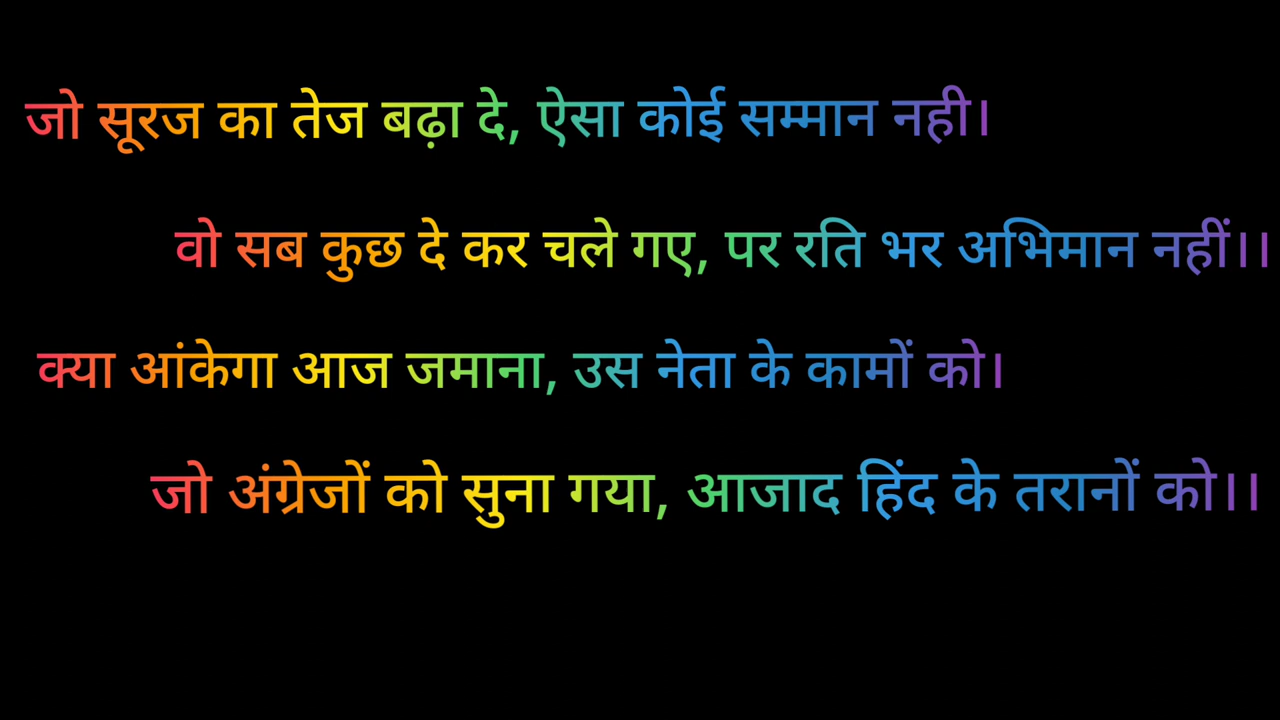 जो सूरज का तेज बढ़ा दे, ऐसा कोई सम्मान नही।
वो सब कुछ दे कर चले गए, पर रति भर अभिमान नहीं।।
क्या आंकेगा आज जमाना, उस नेता के कामों को।
जो अंग्रेजों को सुना गया, आजाद हिंद के तरानों को।।